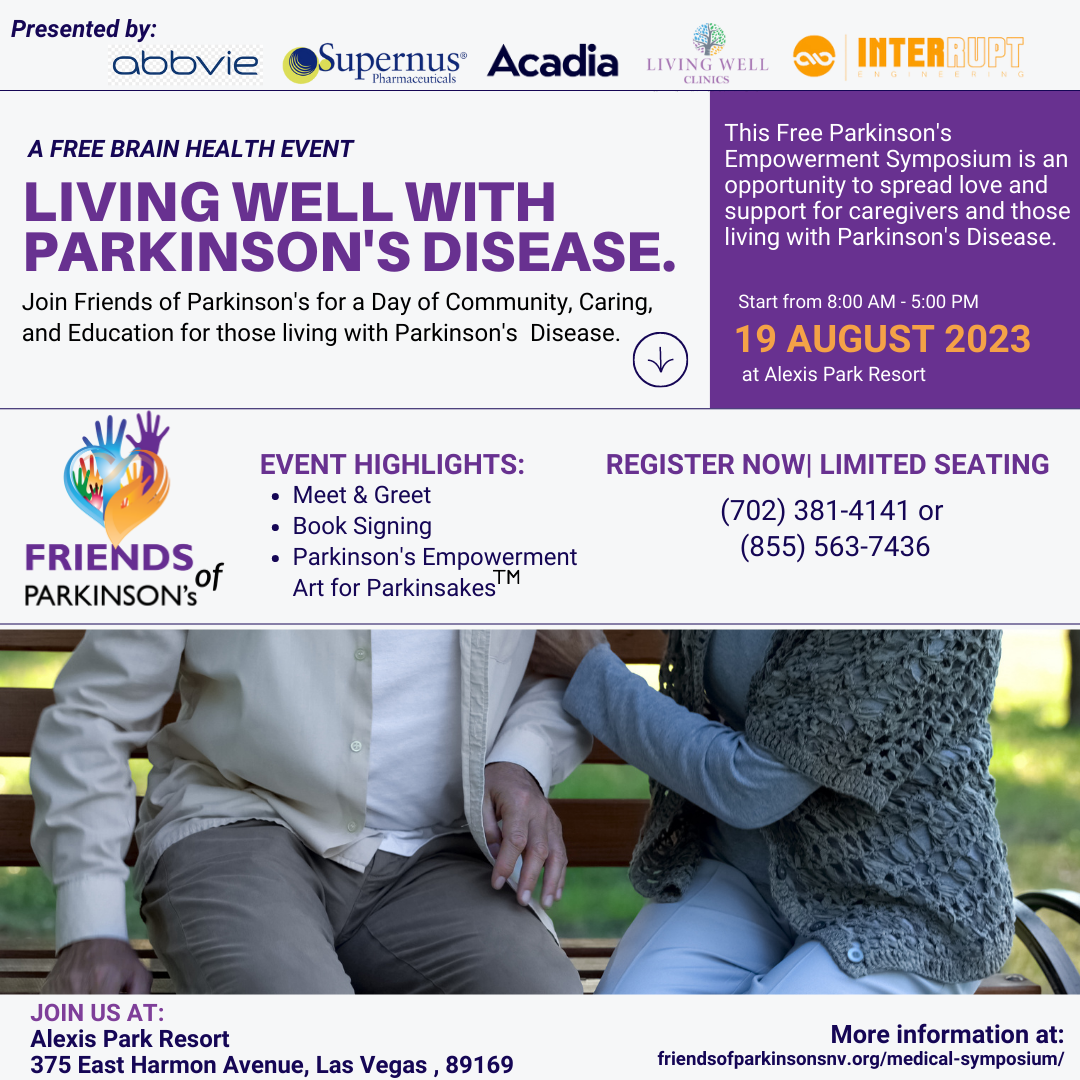 Presented by:
abbvie
Supernus®
Pharmaceuticals
Acadia
LIVING WELL
CLINICS
INTERRUPT
ENGINEERING
A FREE BRAIN HEALTH EVENT
LIVING WELL WITH
PARKINSON'S DISEASE.
Join Friends of Parkinson's for a Day of Community, Caring,
and Education for those living with Parkinson's Disease.
This Free Parkinson's
Empowerment Symposium is an
opportunity to spread love and
support for caregivers and those
living with Parkinson's Disease.
Start from 8:00 AM - 5:00 PM
19 AUGUST 2023
at Alexis Park Resort
FRIENDS
of
PARKINSON's
EVENT HIGHLIGHTS:
• Meet & Greet
• Book Signing
• Parkinson's Empowerment
Art for Parkinsakes™
REGISTER NOW| LIMITED SEATING
(702) 381-4141 or
(855) 563-7436
JOIN US AT:
Alexis Park Resort
375 East Harmon Avenue, Las Vegas , 89169
More information at:
friendsofparkinsonsnv.org/medical-symposium/